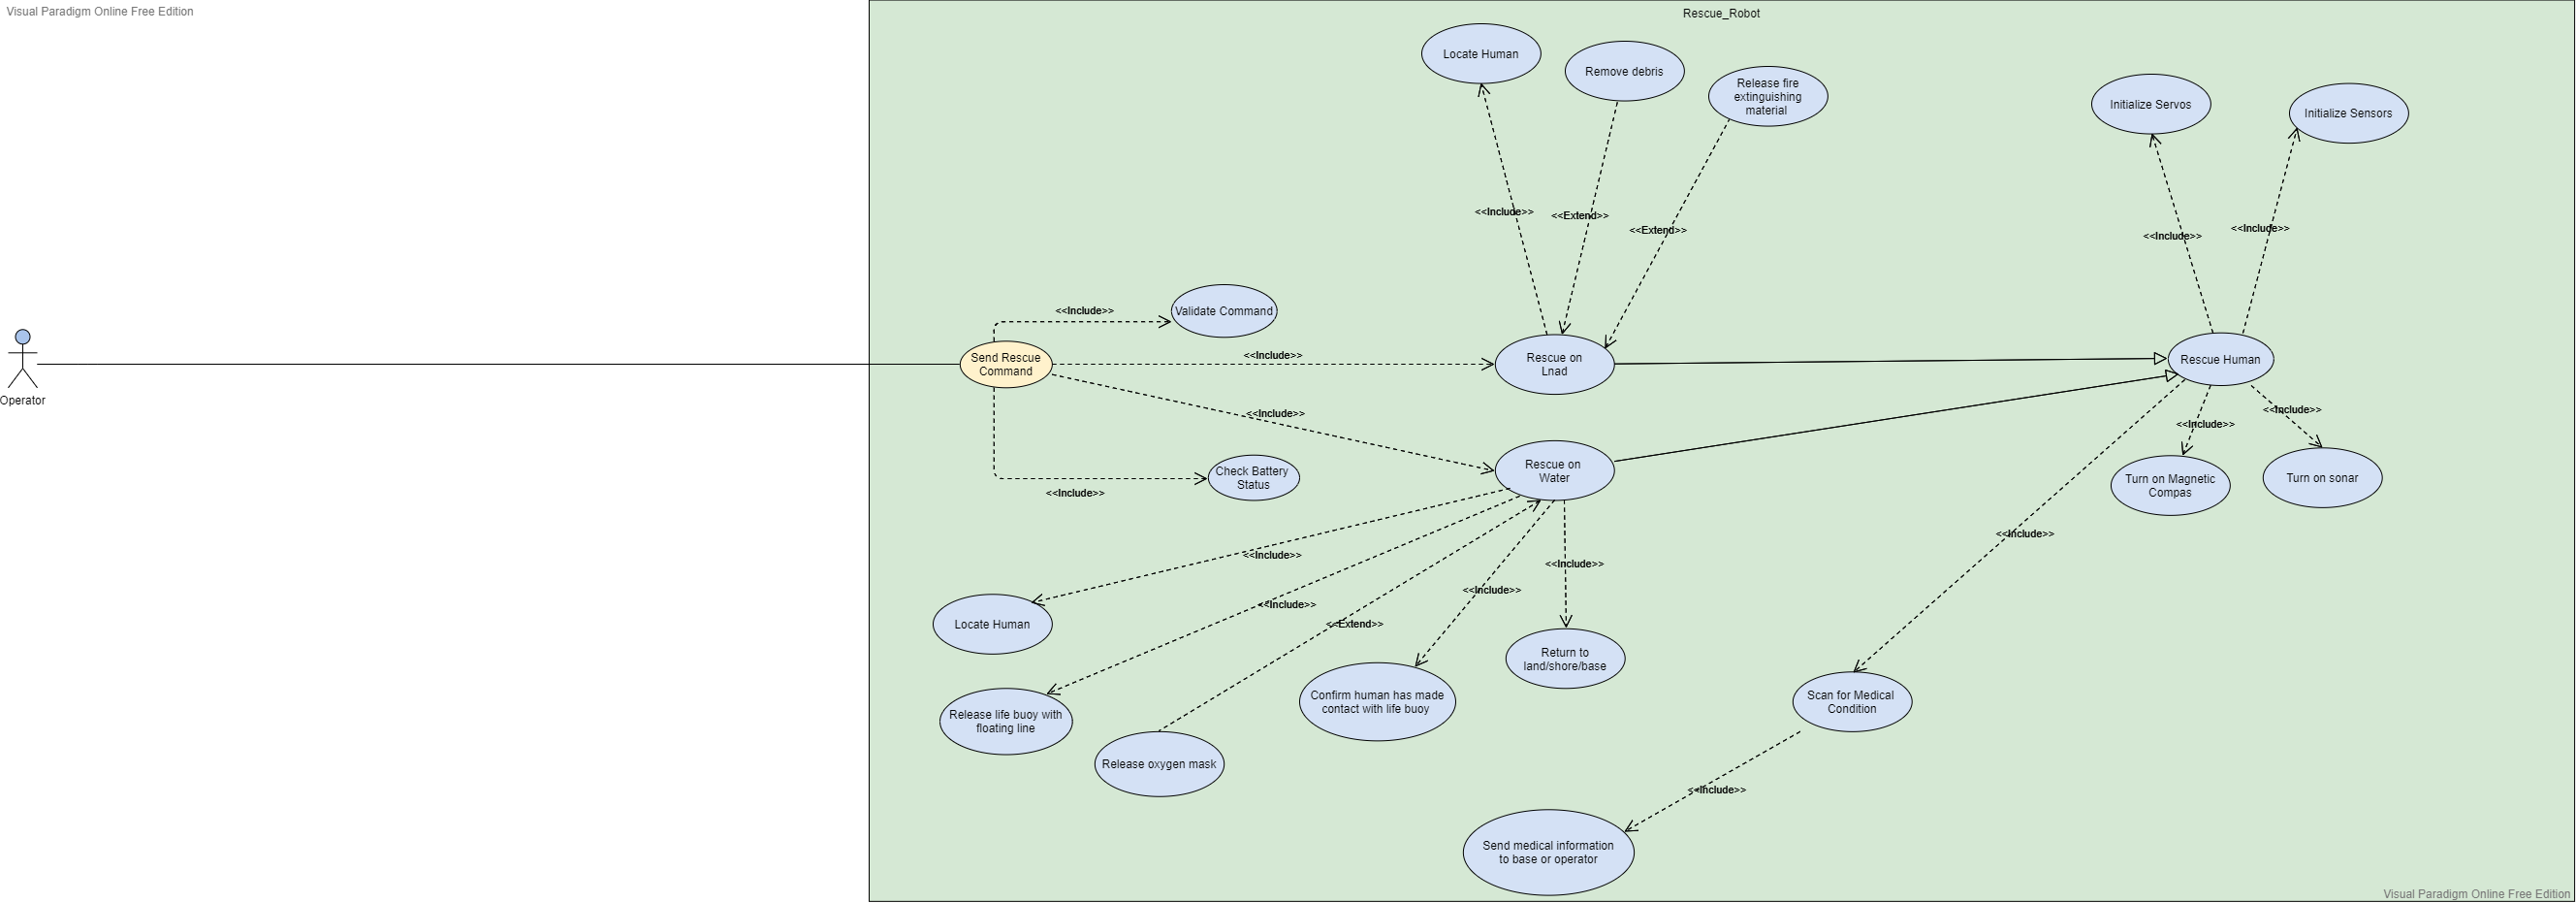 Visual Paradigm Online Free Edition
Rescue_Robot
Locate Human
Remove debris
Release fire
extinguishing
material
Initialize Servos
Initialize Sensors
<<Include>>
<<Extend>>
<<Extend>>
<<Include>>
<<Include>>
<<Include>>
Validate Command
Operator
Send Rescue
Command
<<Include>>
Rescue on
Lnad
Rescue Human
<<Include>>
<<Include>>
<<Include>>
Check Battery
Status
<<Include>>
Rescue on
Water
Turn on Magnetic
Compas
Turn on sonar
<<Include>>
<<Include>>
<<Include>>
<<Include>>
<<Include>>
<<Extend>>
<<Include>>
Locate Human
Release life buoy with
floating line
Release oxygen mask
Confirm human has made
contact with life buoy
Return to
land/shore/base
Scan for Medical
Condition
<<Include>>
Send medical information
to base or operator
Visual Paradigm Online Free Edition